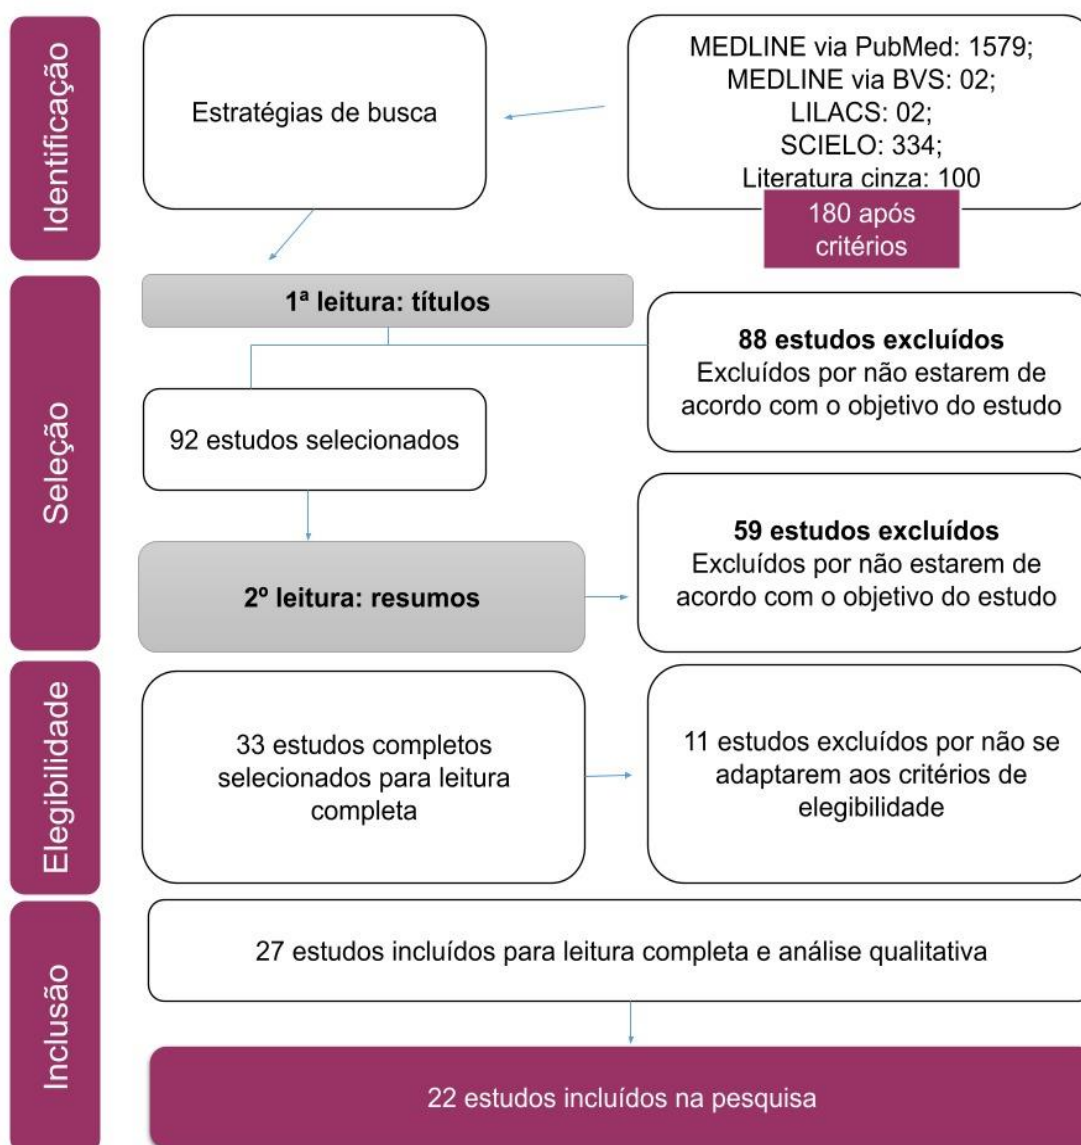 Identificação
Estratégias de busca
MEDLINE via PubMed: 1579;
MEDLINE via BVS: 02;
LILACS: 02;
SCIELO: 334;
Literatura cinza: 100
180 após
critérios
Seleção
1ª leitura: títulos
88 estudos excluídos
Excluídos por não estarem de
acordo com o objetivo do estudo
92 estudos selecionados
59 estudos excluídos
Excluídos por não estarem de
acordo com o objetivo do estudo
2º leitura: resumos
Elegibilidade
33 estudos completos
selecionados para leitura
completa
11 estudos excluídos por não se
adaptarem aos critérios de
elegibilidade
Inclusão
27 estudos incluídos para leitura completa e análise qualitativa
22 estudos incluídos na pesquisa